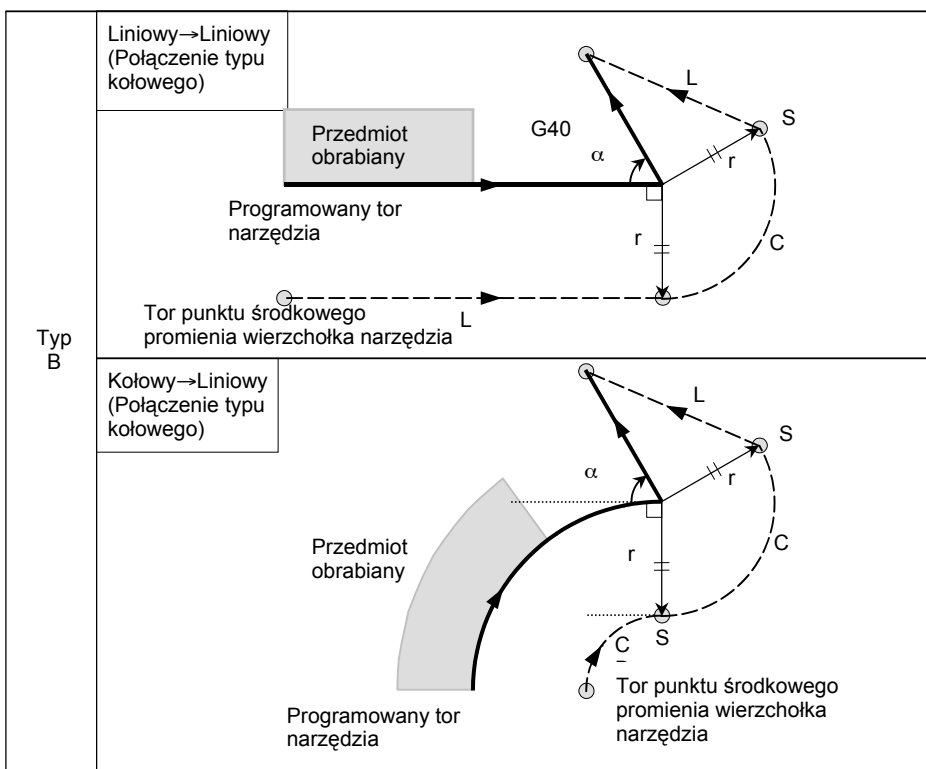 Typ
B
Liniowy→Liniowy
(Połączenie typu
kołowego)
L
S
G40
α
r
Przedmiot
obrabiany
Programowany tor
narzędzia
r
C
Tor punktu środkowego
promienia wierzchołka narzędzia
L
Kołowy→Liniowy
(Połączenie typu
kołowego)
L
S
α
r
Przedmiot
obrabiany
r
C
S
C
Programowany tor
narzędzia
Tor punktu środkowego
promienia wierzchołka
narzędzia